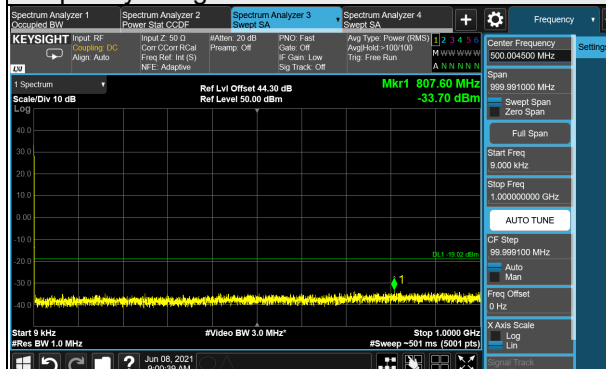 Spectrum Analyzer 1
Occupied BW
Spectrum Analyzer 2
Power Stat CCDF
Spectrum Analyzer 3
Swept SA
Spectrum Analyzer 4
Swept SA
+
Frequency
KEYSIGHT
Input: RF
Coupling: DC
Align: Auto
Input Z: 50 Ω
Corr CCorr RCal
Freq Ref: Int (S)
NFE: Adaptive
#Atten: 20 dB
Preamp: Off
PNO: Fast
Gate: Off
IF Gain: Low
Sig Track: Off
Avg Type: Power (RMS)
Avg|Hold:>100/100
Trig: Free Run
1 2 3 4 5 6
M W W W W W
A N N N N N
LXI
1 Spectrum
Scale/Div 10 dB
Log
Ref Lvl Offset 44.30 dB
Ref Level 50.00 dBm
Mkr1 807.60 MHz
-33.70 dBm
40.0
30.0
20.0
10.0
0.00
-10.0
-20.0
-30.0
-40.0
DL1 -19.02 dBm
1
Start 9 kHz
#Res BW 1.0 MHz
#Video BW 3.0 MHz*
Stop 1.0000 GHz
#Sweep ~501 ms (5001 pts)
Center Frequency
500.004500 MHz
Settings
Span
999.991000 MHz
Swept Span
Zero Span
Full Span
Start Freq
9.000 kHz
Stop Freq
1.000000000 GHz
AUTO TUNE
CF Step
99.999100 MHz
Auto
Man
Freq Offset
0 Hz
X Axis Scale
Log
Lin
Signal Track
?
Jun 08, 2021
9:00:39 AM